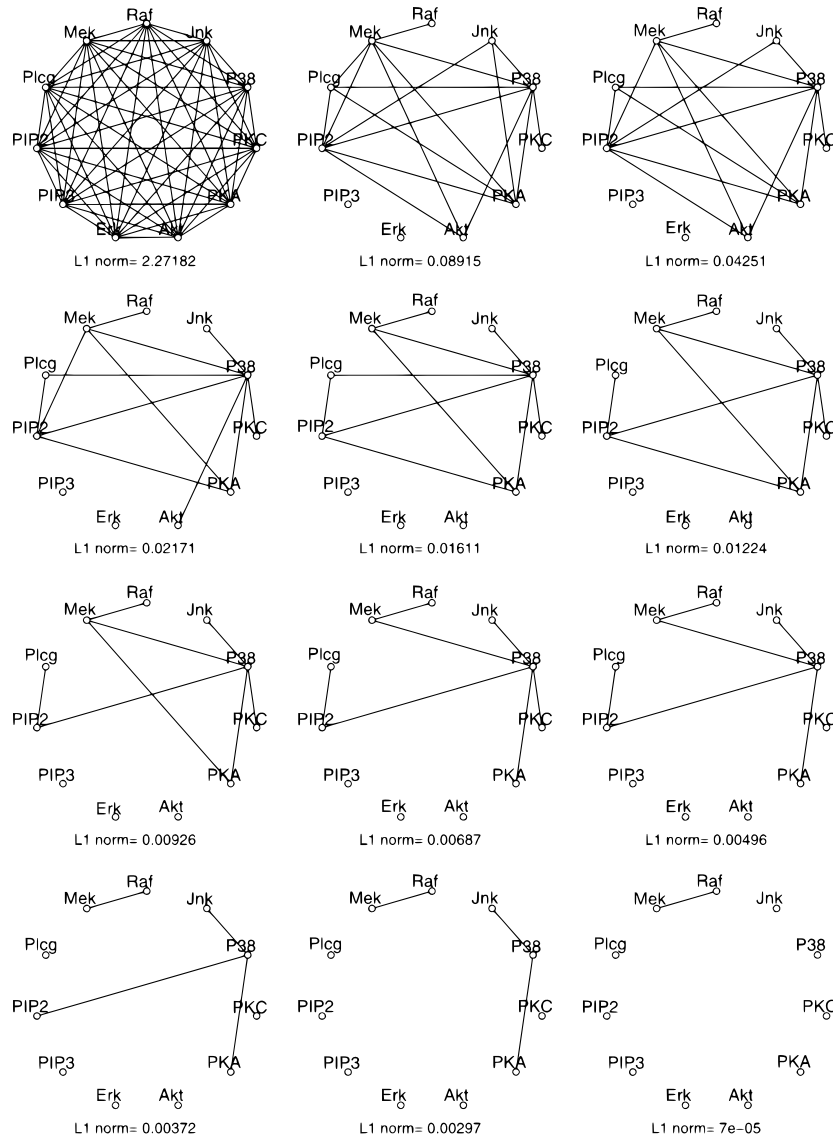 Raf
Mek
Jnk
Plcg
P38
PIP2
PKC
PIP3
PKA
Erk
Akt
L1 norm= 2.27182
Raf
Mek
Jnk
Plcg
P38
PIP2
PKC
PIP3
PKA
Erk
Akt
L1 norm= 0.08915
Raf
Mek
Jnk
Plcg
P38
PIP2
PKC
PIP3
PKA
Erk
Akt
L1 norm= 0.04251
Raf
Mek
Jnk
Plcg
P38
PIP2
PKC
PIP3
PKA
Erk
Akt
L1 norm= 0.02171
Raf
Mek
Jnk
Plcg
P38
PIP2
PKC
PIP3
PKA
Erk
Akt
L1 norm= 0.01611
Raf
Mek
Jnk
Plcg
P38
PIP2
PKC
PIP3
PKA
Erk
Akt
L1 norm= 0.01224
Raf
Mek
Jnk
Plcg
P38
PIP2
PKC
PIP3
PKA
Erk
Akt
L1 norm= 0.00926
Raf
Mek
Jnk
Plcg
P38
PIP2
PKC
PIP3
PKA
Erk
Akt
L1 norm= 0.00687
Raf
Mek
Jnk
Plcg
P38
PIP2
PKC
PIP3
PKA
Erk
Akt
L1 norm= 0.00496
Raf
Mek
Jnk
Plcg
P38
PIP2
PKC
PIP3
PKA
Erk
Akt
L1 norm= 0.00372
Raf
Mek
Jnk
Plcg
P38
PIP2
PKC
PIP3
PKA
Erk
Akt
L1 norm= 0.00297
Raf
Mek
Jnk
Plcg
P38
PIP2
PKC
PIP3
PKA
Erk
Akt
L1 norm= 7e−05